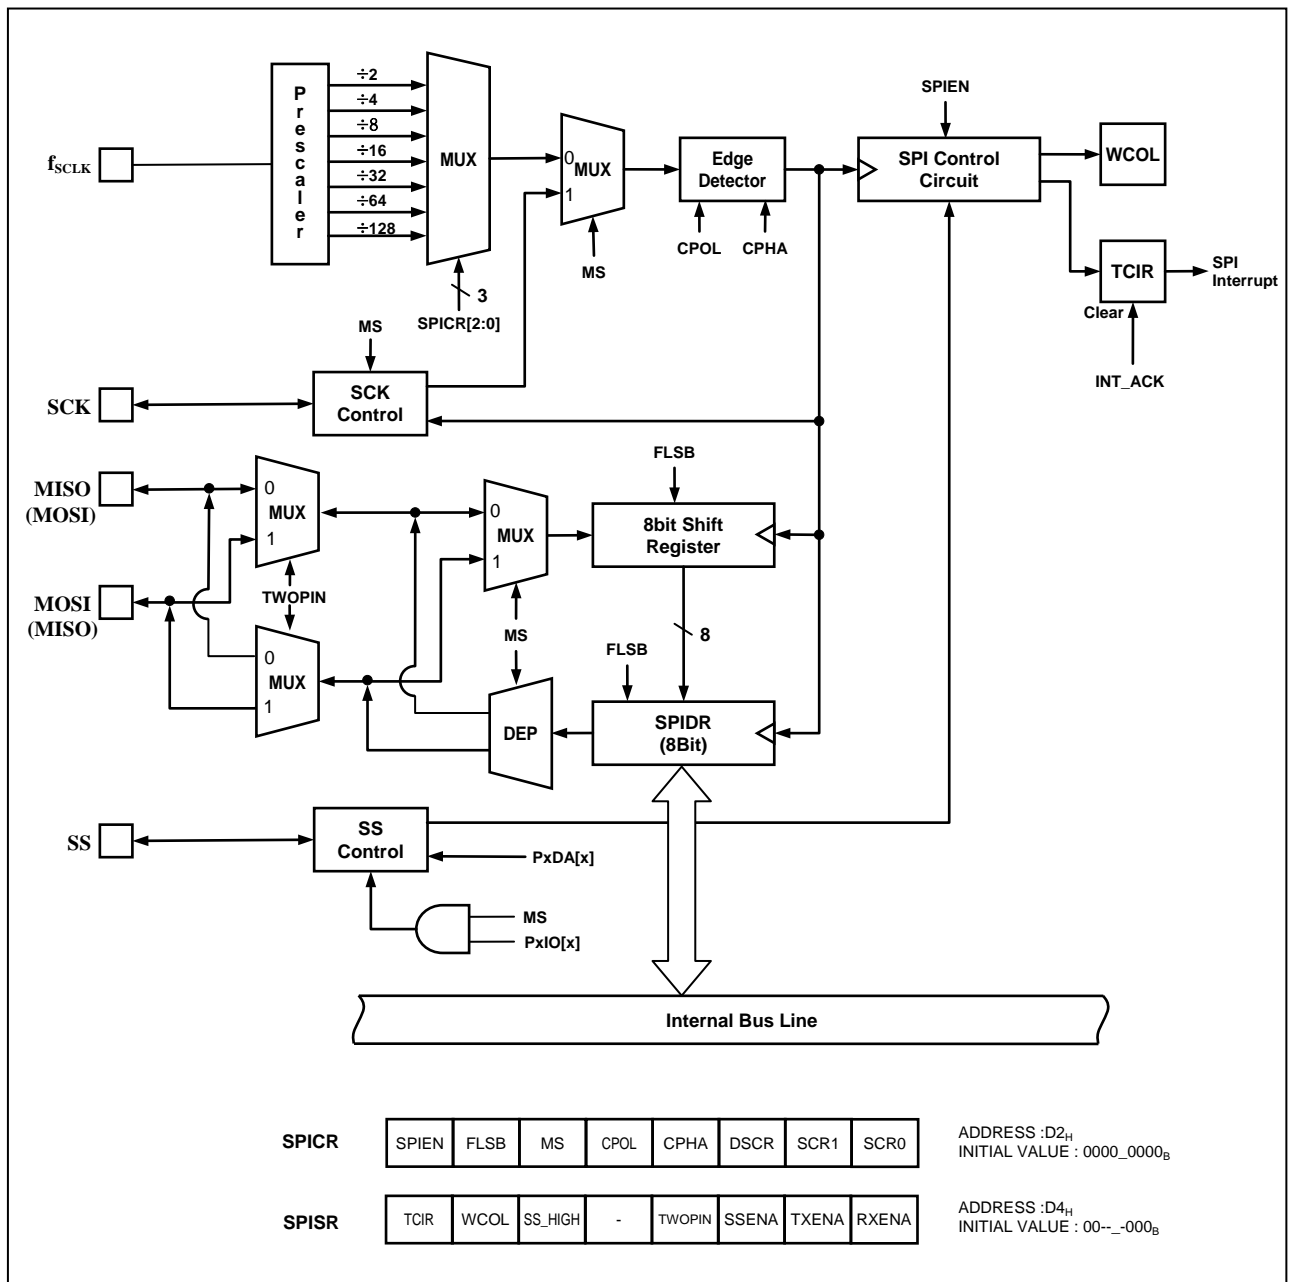 ÷2
÷4
÷8
÷16
÷32
÷64
÷128
Prescaler
fSCLK
MUX
3
SPICR[2:0]
0
MUX
1
MS
Edge
Detector
CPOL
CPHA
SPIEN
SPI Control
Circuit
WCOL
TCIR
SPI
Interrupt
Clear
INT_ACK
MS
SCK
SCK
Control
MISO
(MOSI)
0
MUX
1
TWOPIN
MOSI
(MISO)
0
MUX
1
0
MUX
1
MS
DEP
FLSB
8bit Shift
Register
8
FLSB
SPIDR
(8Bit)
SS
SS
Control
PxDA[x]
MS
PxIO[x]
Internal Bus Line
SPICR
SPIEN FLSB MS CPOL CPHA DSCR SCR1 SCR0
ADDRESS :D2H
INITIAL VALUE : 0000_0000B
SPISR
TCIR WCOL SS_HIGH - TWOPIN SSENA TXENA RXENA
ADDRESS :D4H
INITIAL VALUE : 00--_-000B